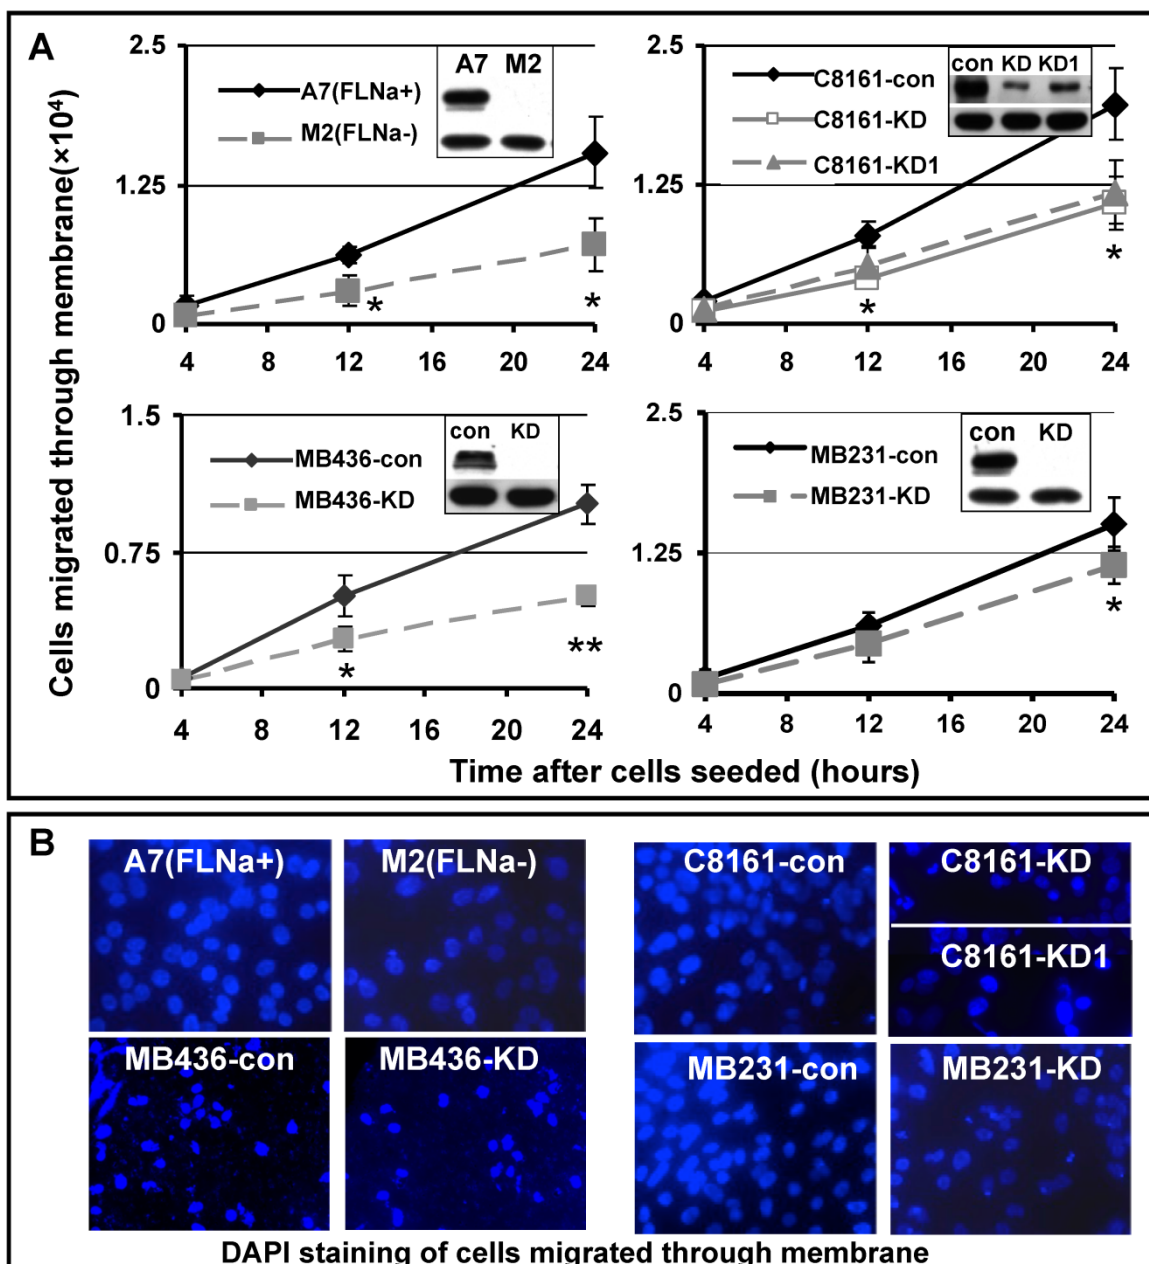 A
Cells migrated through membrane(×10⁴)
2.5
1.25
0
4 8 12 16 20 24
A7(FLNa+)
M2(FLNa-)
A7 M2
*
*
2.5
1.25
0
4 8 12 16 20 24
C8161-con
C8161-KD
C8161-KD1
con KD KD1
*
*
1.5
0.75
0
4 8 12 16 20 24
MB436-con
MB436-KD
con KD
*
**
2.5
1.25
0
4 8 12 16 20 24
MB231-con
MB231-KD
con KD
*
Time after cells seeded (hours)
B
A7(FLNa+)
M2(FLNa-)
C8161-con
C8161-KD
C8161-KD1
MB436-con
MB436-KD
MB231-con
MB231-KD
DAPI staining of cells migrated through membrane